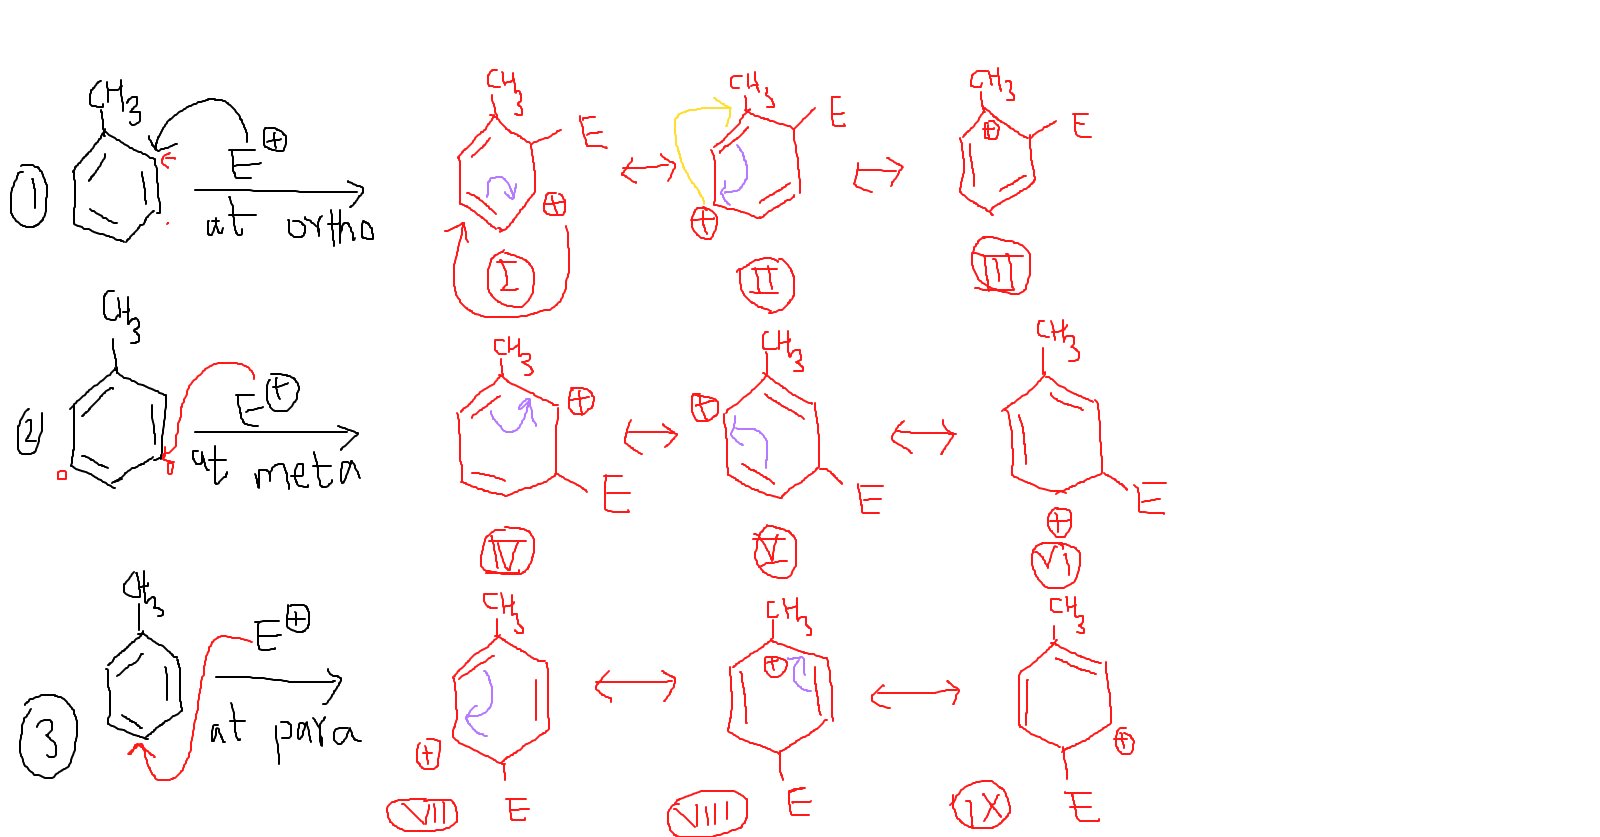 CH3 CH3 CH3 CH3
① E⊕ E E E
at ortho ⊕ ⊕ ⊕
I II III
CH3 CH3 CH3 CH3
② E⊕ ⊕ ⊕
at meta E E E
⊕
IV V VI
CH3 CH3 CH3 CH3
E⊕ ⊕
③ at para ⊕ ⊕
E E E
VII VIII IX